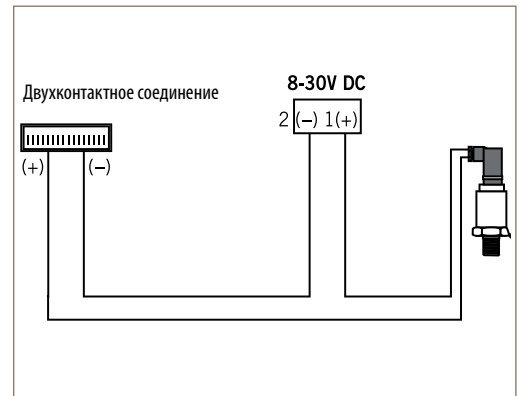 8-30V DC
Двухконтактное соединение
2 (−) 1(+)
(+) (−)